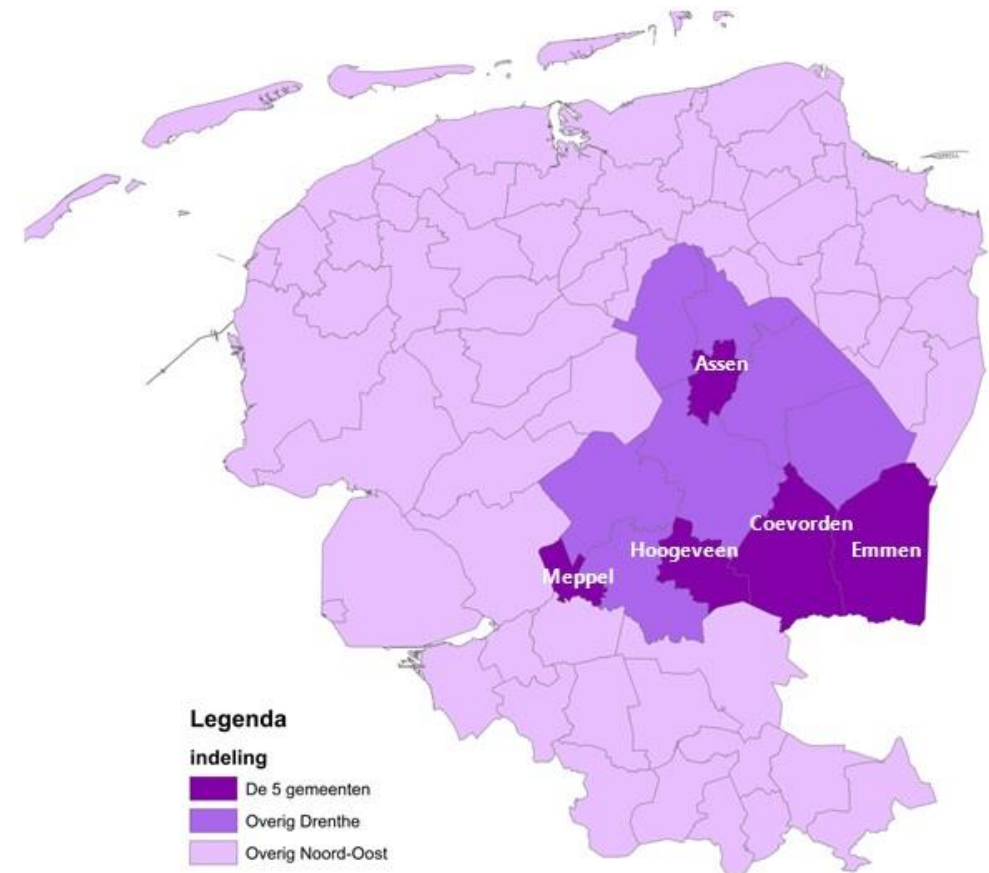 Assen
Coevorden
Hoogeveen
Emmen
Meppel
Legenda
indeling
De 5 gemeenten
Overig Drenthe
Overig Noord-Oost